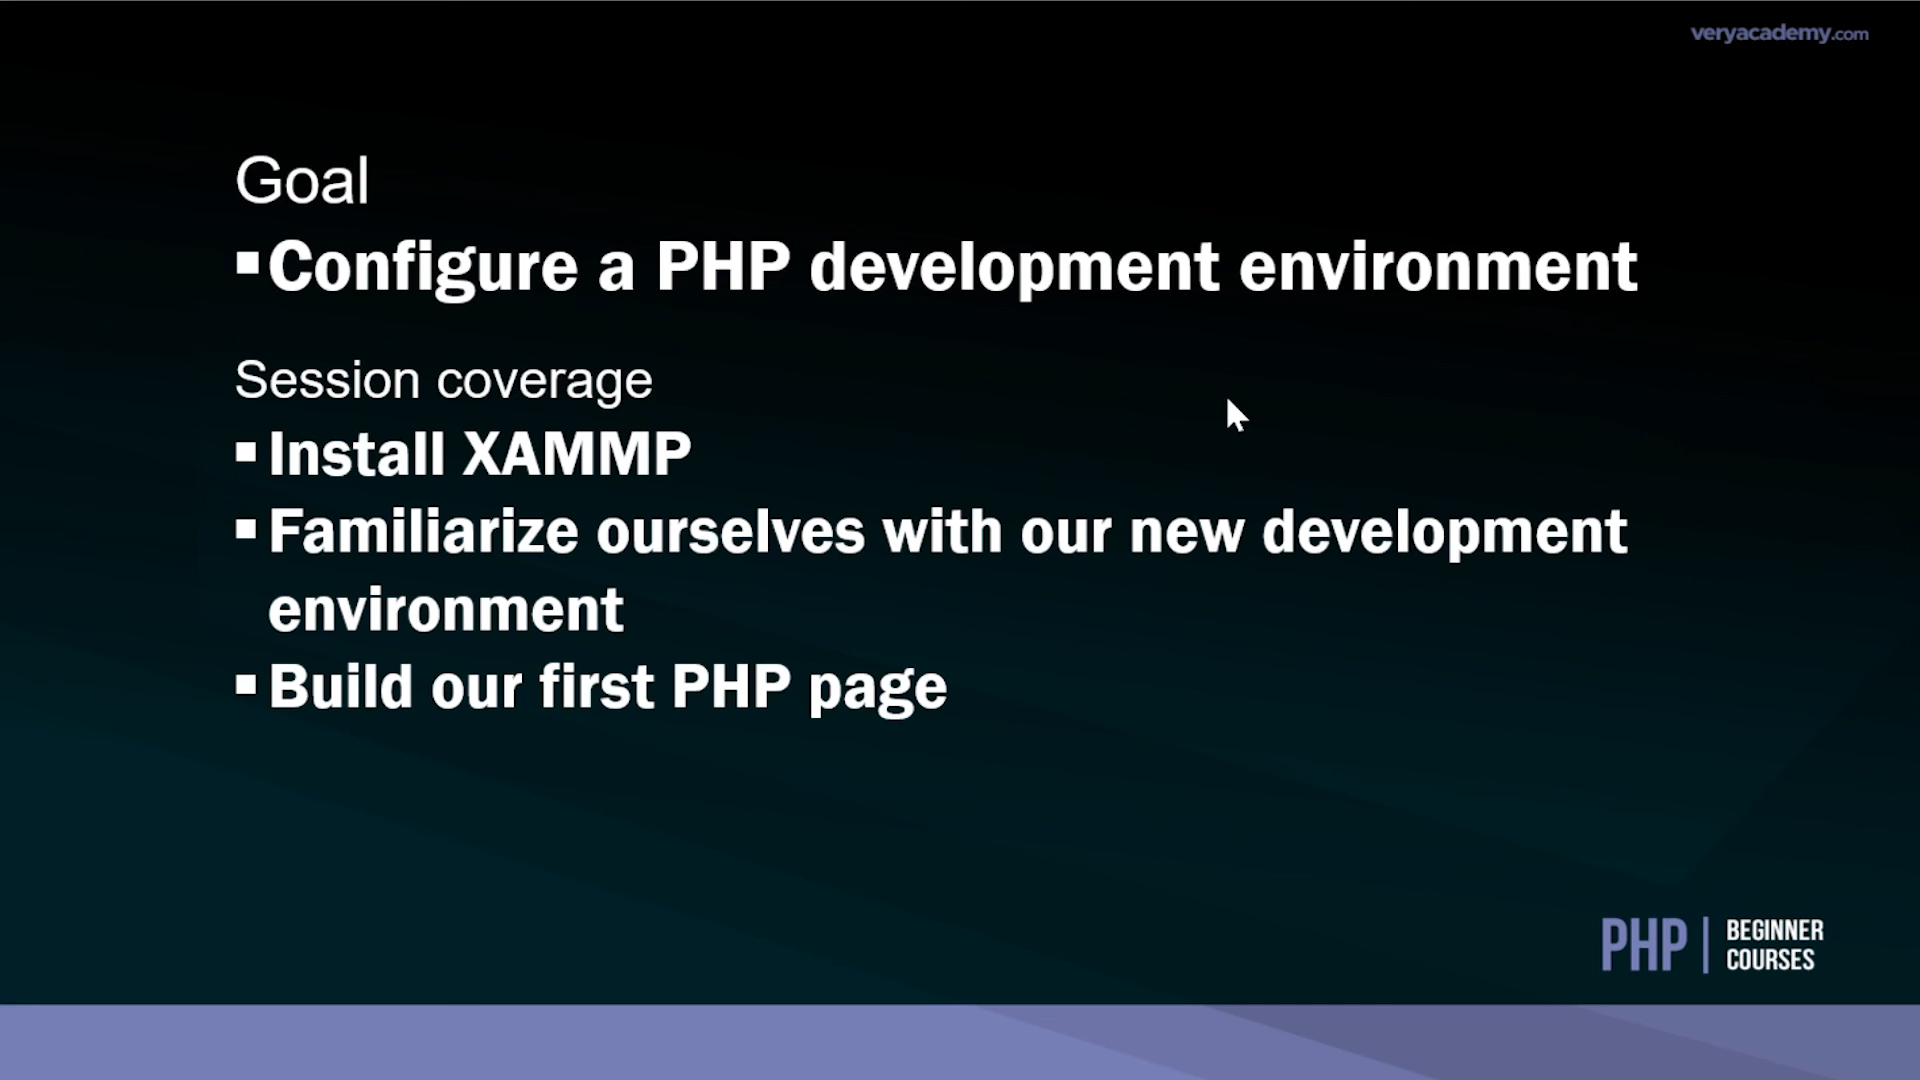 veryacademy.com
Goal
▪Configure a PHP development environment
Session coverage
▪Install XAMMP
▪Familiarize ourselves with our new development
environment
▪Build our first PHP page
PHP | BEGINNER
COURSES